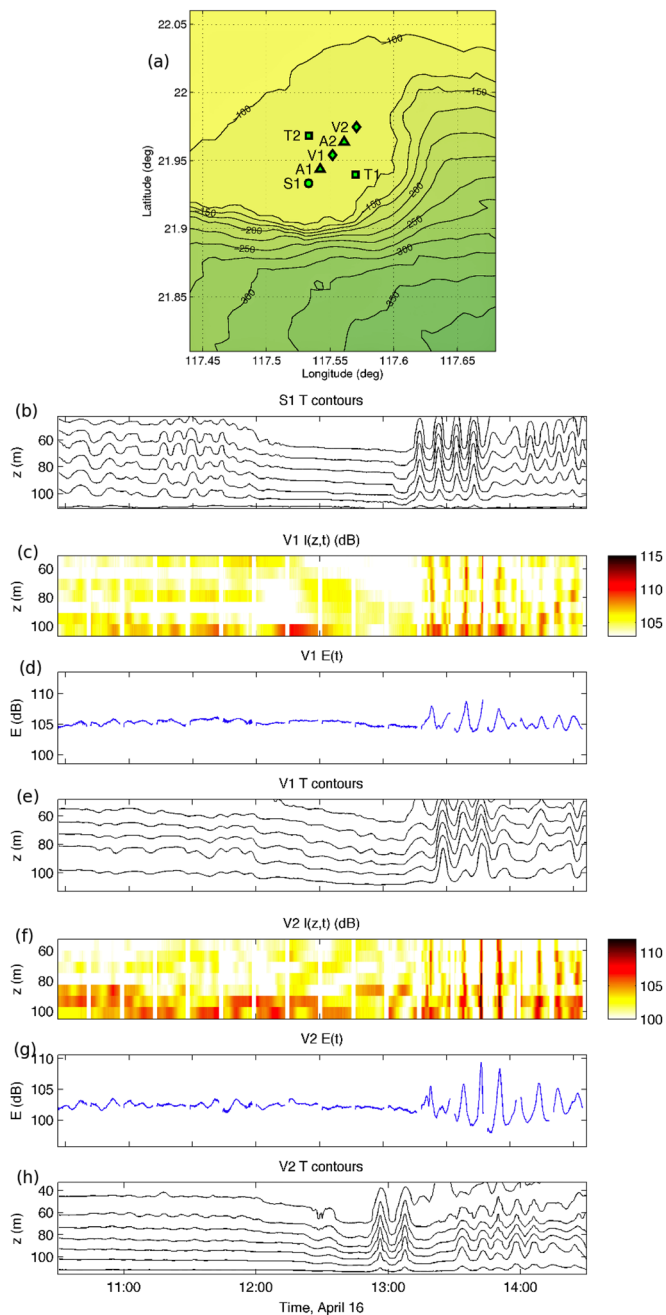 (a)
22.05
22
21.95
21.9
21.85
Latitude (deg)
-100
-100
-150
T2
V2
A2
V1
A1
T1
S1
-150
-150
-200
-200
-250
-250
-300
300
350
117.45
117.5
117.55
117.6
117.65
Longitude (deg)
(b)
S1 T contours
60
80
100
z (m)
(c)
V1 I(z,t) (dB)
60
80
100
z (m)
115
110
105
(d)
V1 E(t)
110
105
100
E (dB)
(e)
V1 T contours
60
80
100
z (m)
(f)
V2 I(z,t) (dB)
60
80
100
z (m)
110
105
100
(g)
V2 E(t)
110
105
100
E (dB)
(h)
V2 T contours
40
60
80
100
z (m)
11:00
12:00
13:00
14:00
Time, April 16